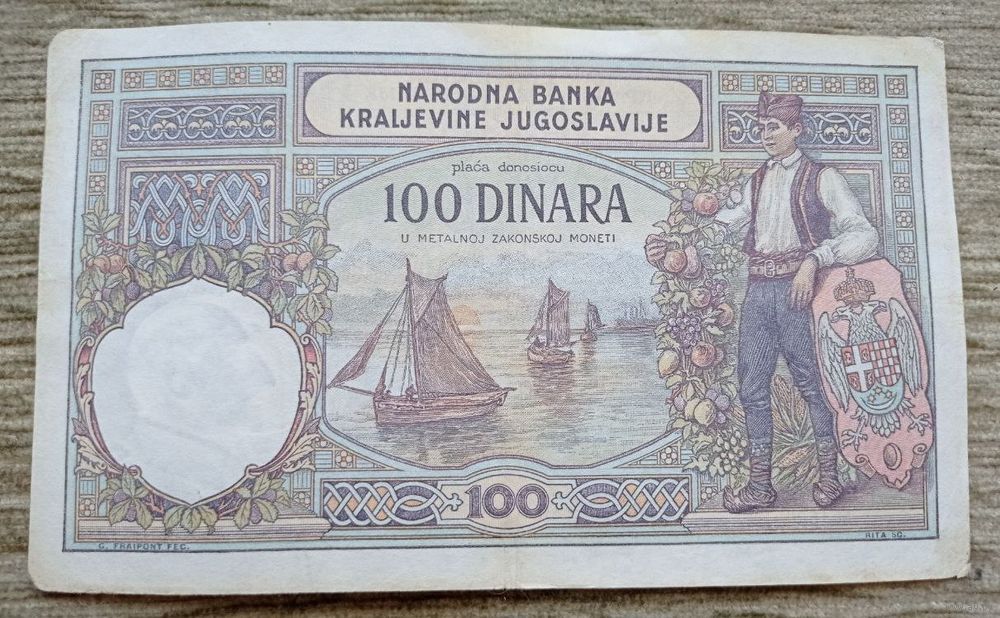 NARODNA BANKA
KRALJEVINE JUGOSLAVIJE
plaća donosiocu
100 DINARA
U METALNOJ ZAKONSKOJ MONETI
100
G. FRAIPONT FEC.
RITA SC.